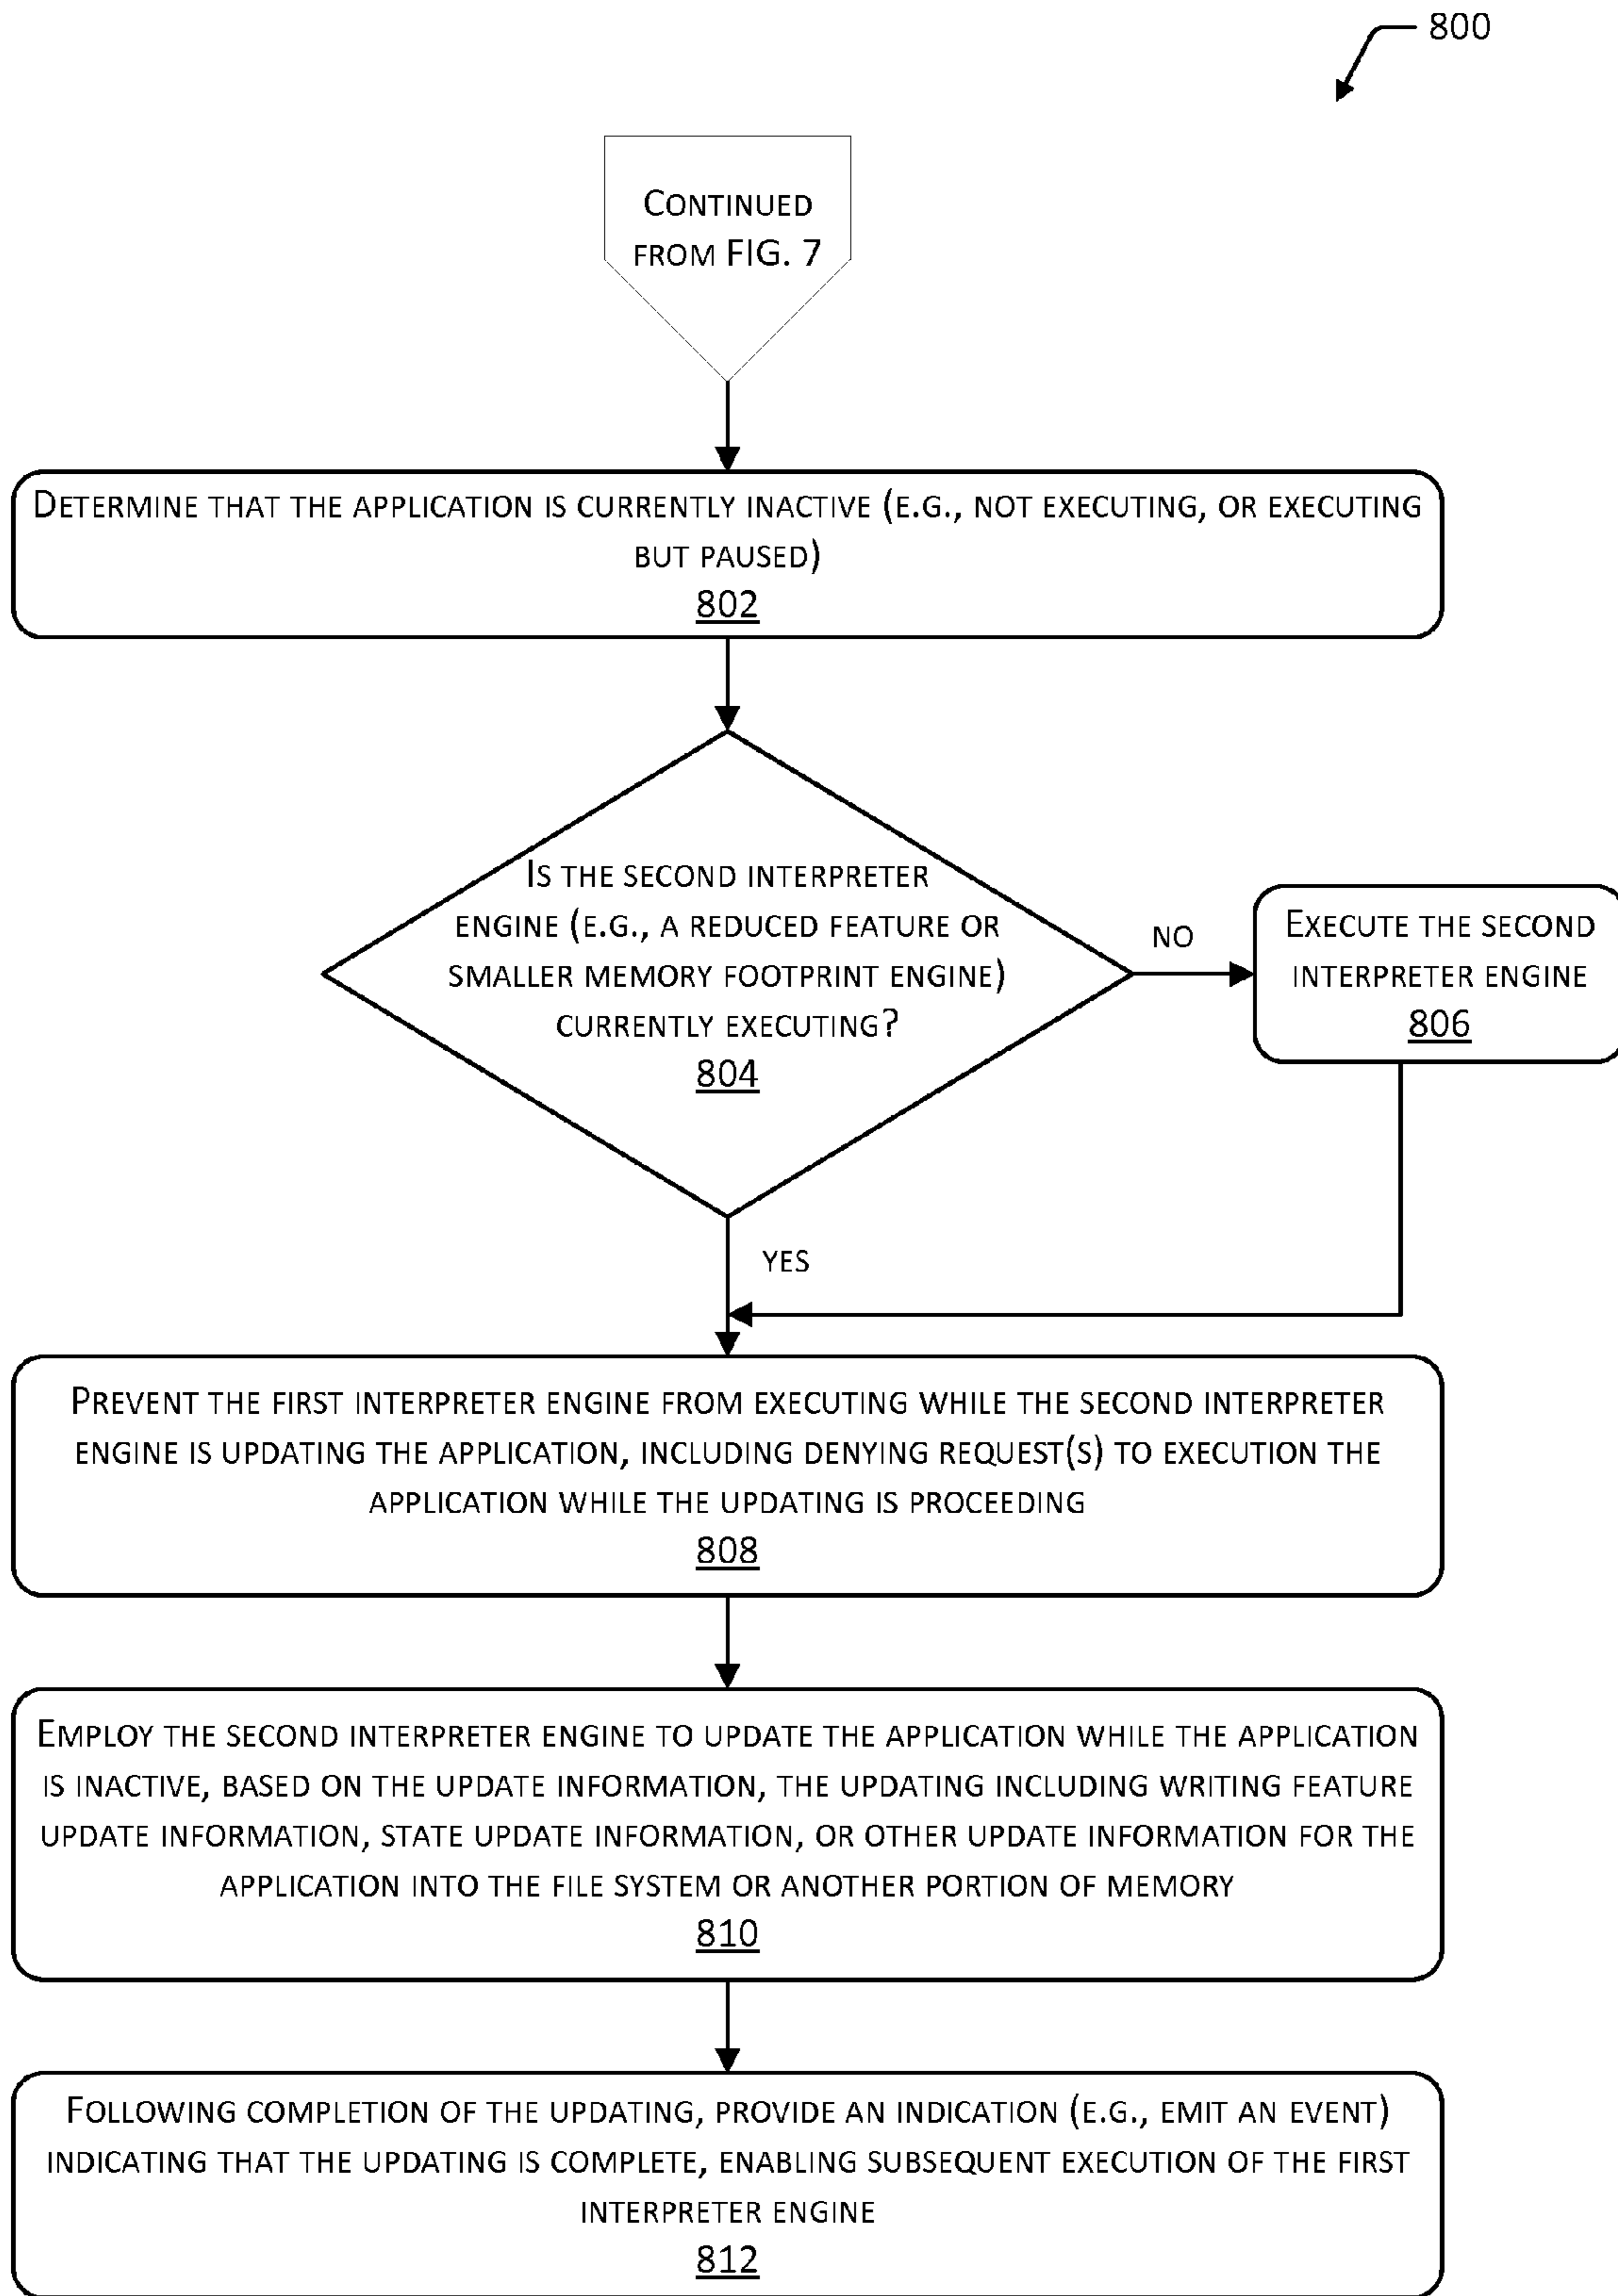 800
CONTINUED
FROM FIG. 7
DETERMINE THAT THE APPLICATION IS CURRENTLY INACTIVE (E.G., NOT EXECUTING, OR EXECUTING
BUT PAUSED)
802
IS THE SECOND INTERPRETER
ENGINE (E.G., A REDUCED FEATURE OR
SMALLER MEMORY FOOTPRINT ENGINE)
CURRENTLY EXECUTING?
804
NO
EXECUTE THE SECOND
INTERPRETER ENGINE
806
YES
PREVENT THE FIRST INTERPRETER ENGINE FROM EXECUTING WHILE THE SECOND INTERPRETER
ENGINE IS UPDATING THE APPLICATION, INCLUDING DENYING REQUEST(S) TO EXECUTION THE
APPLICATION WHILE THE UPDATING IS PROCEEDING
808
EMPLOY THE SECOND INTERPRETER ENGINE TO UPDATE THE APPLICATION WHILE THE APPLICATION
IS INACTIVE, BASED ON THE UPDATE INFORMATION, THE UPDATING INCLUDING WRITING FEATURE
UPDATE INFORMATION, STATE UPDATE INFORMATION, OR OTHER UPDATE INFORMATION FOR THE
APPLICATION INTO THE FILE SYSTEM OR ANOTHER PORTION OF MEMORY
810
FOLLOWING COMPLETION OF THE UPDATING, PROVIDE AN INDICATION (E.G., EMIT AN EVENT)
INDICATING THAT THE UPDATING IS COMPLETE, ENABLING SUBSEQUENT EXECUTION OF THE FIRST
INTERPRETER ENGINE
812